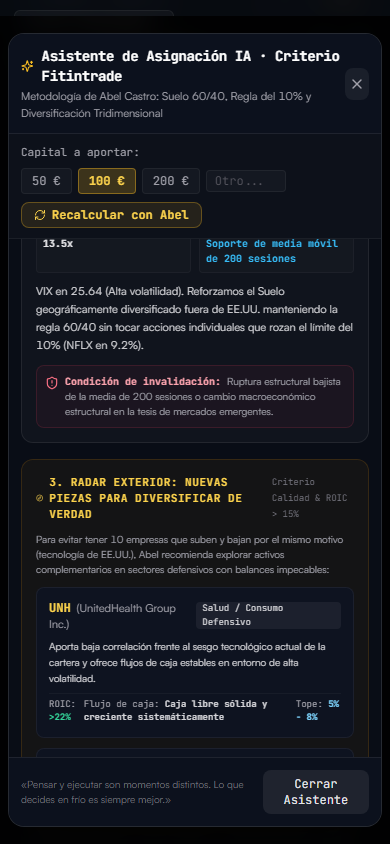 Asistente de Asignación IA · Criterio
Fitintrade
Metodología de Abel Castro: Suelo 60/40, Regla del 10% y
Diversificación Tridimensional
Capital a aportar:
50 €
100 €
200 €
Otro...
Recalcular con Abel
13.5x
Soporte de media móvil
de 200 sesiones
VIX en 25.64 (Alta volatilidad). Reforzamos el Suelo
geográficamente diversificado fuera de EE.UU. manteniendo la
regla 60/40 sin tocar acciones individuales que rozan el límite del
10% (NFLX en 9.2%).
Condición de invalidación: Ruptura estructural bajista
de la media de 200 sesiones o cambio macroeconómico
estructural en la tesis de mercados emergentes.
3. RADAR EXTERIOR: NUEVAS
PIEZAS PARA DIVERSIFICAR DE
VERDAD
Criterio
Calidad & ROIC
> 15%
Para evitar tener 10 empresas que suben y bajan por el mismo motivo
(tecnología de EE.UU.), Abel recomienda explorar activos
complementarios en sectores defensivos con balances impecables:
UNH (UnitedHealth Group
Inc.)
Salud / Consumo
Defensivo
Aporta baja correlación frente al sesgo tecnológico actual de la
cartera y ofrece flujos de caja estables en entorno de alta
volatilidad.
ROIC:
>22%
Flujo de caja: Caja libre sólida y
creciente sistemáticamente
Tope: 5%
- 8%
«Pensar y ejecutar son momentos distintos. Lo que
decides en frío es siempre mejor.»
Cerrar
Asistente